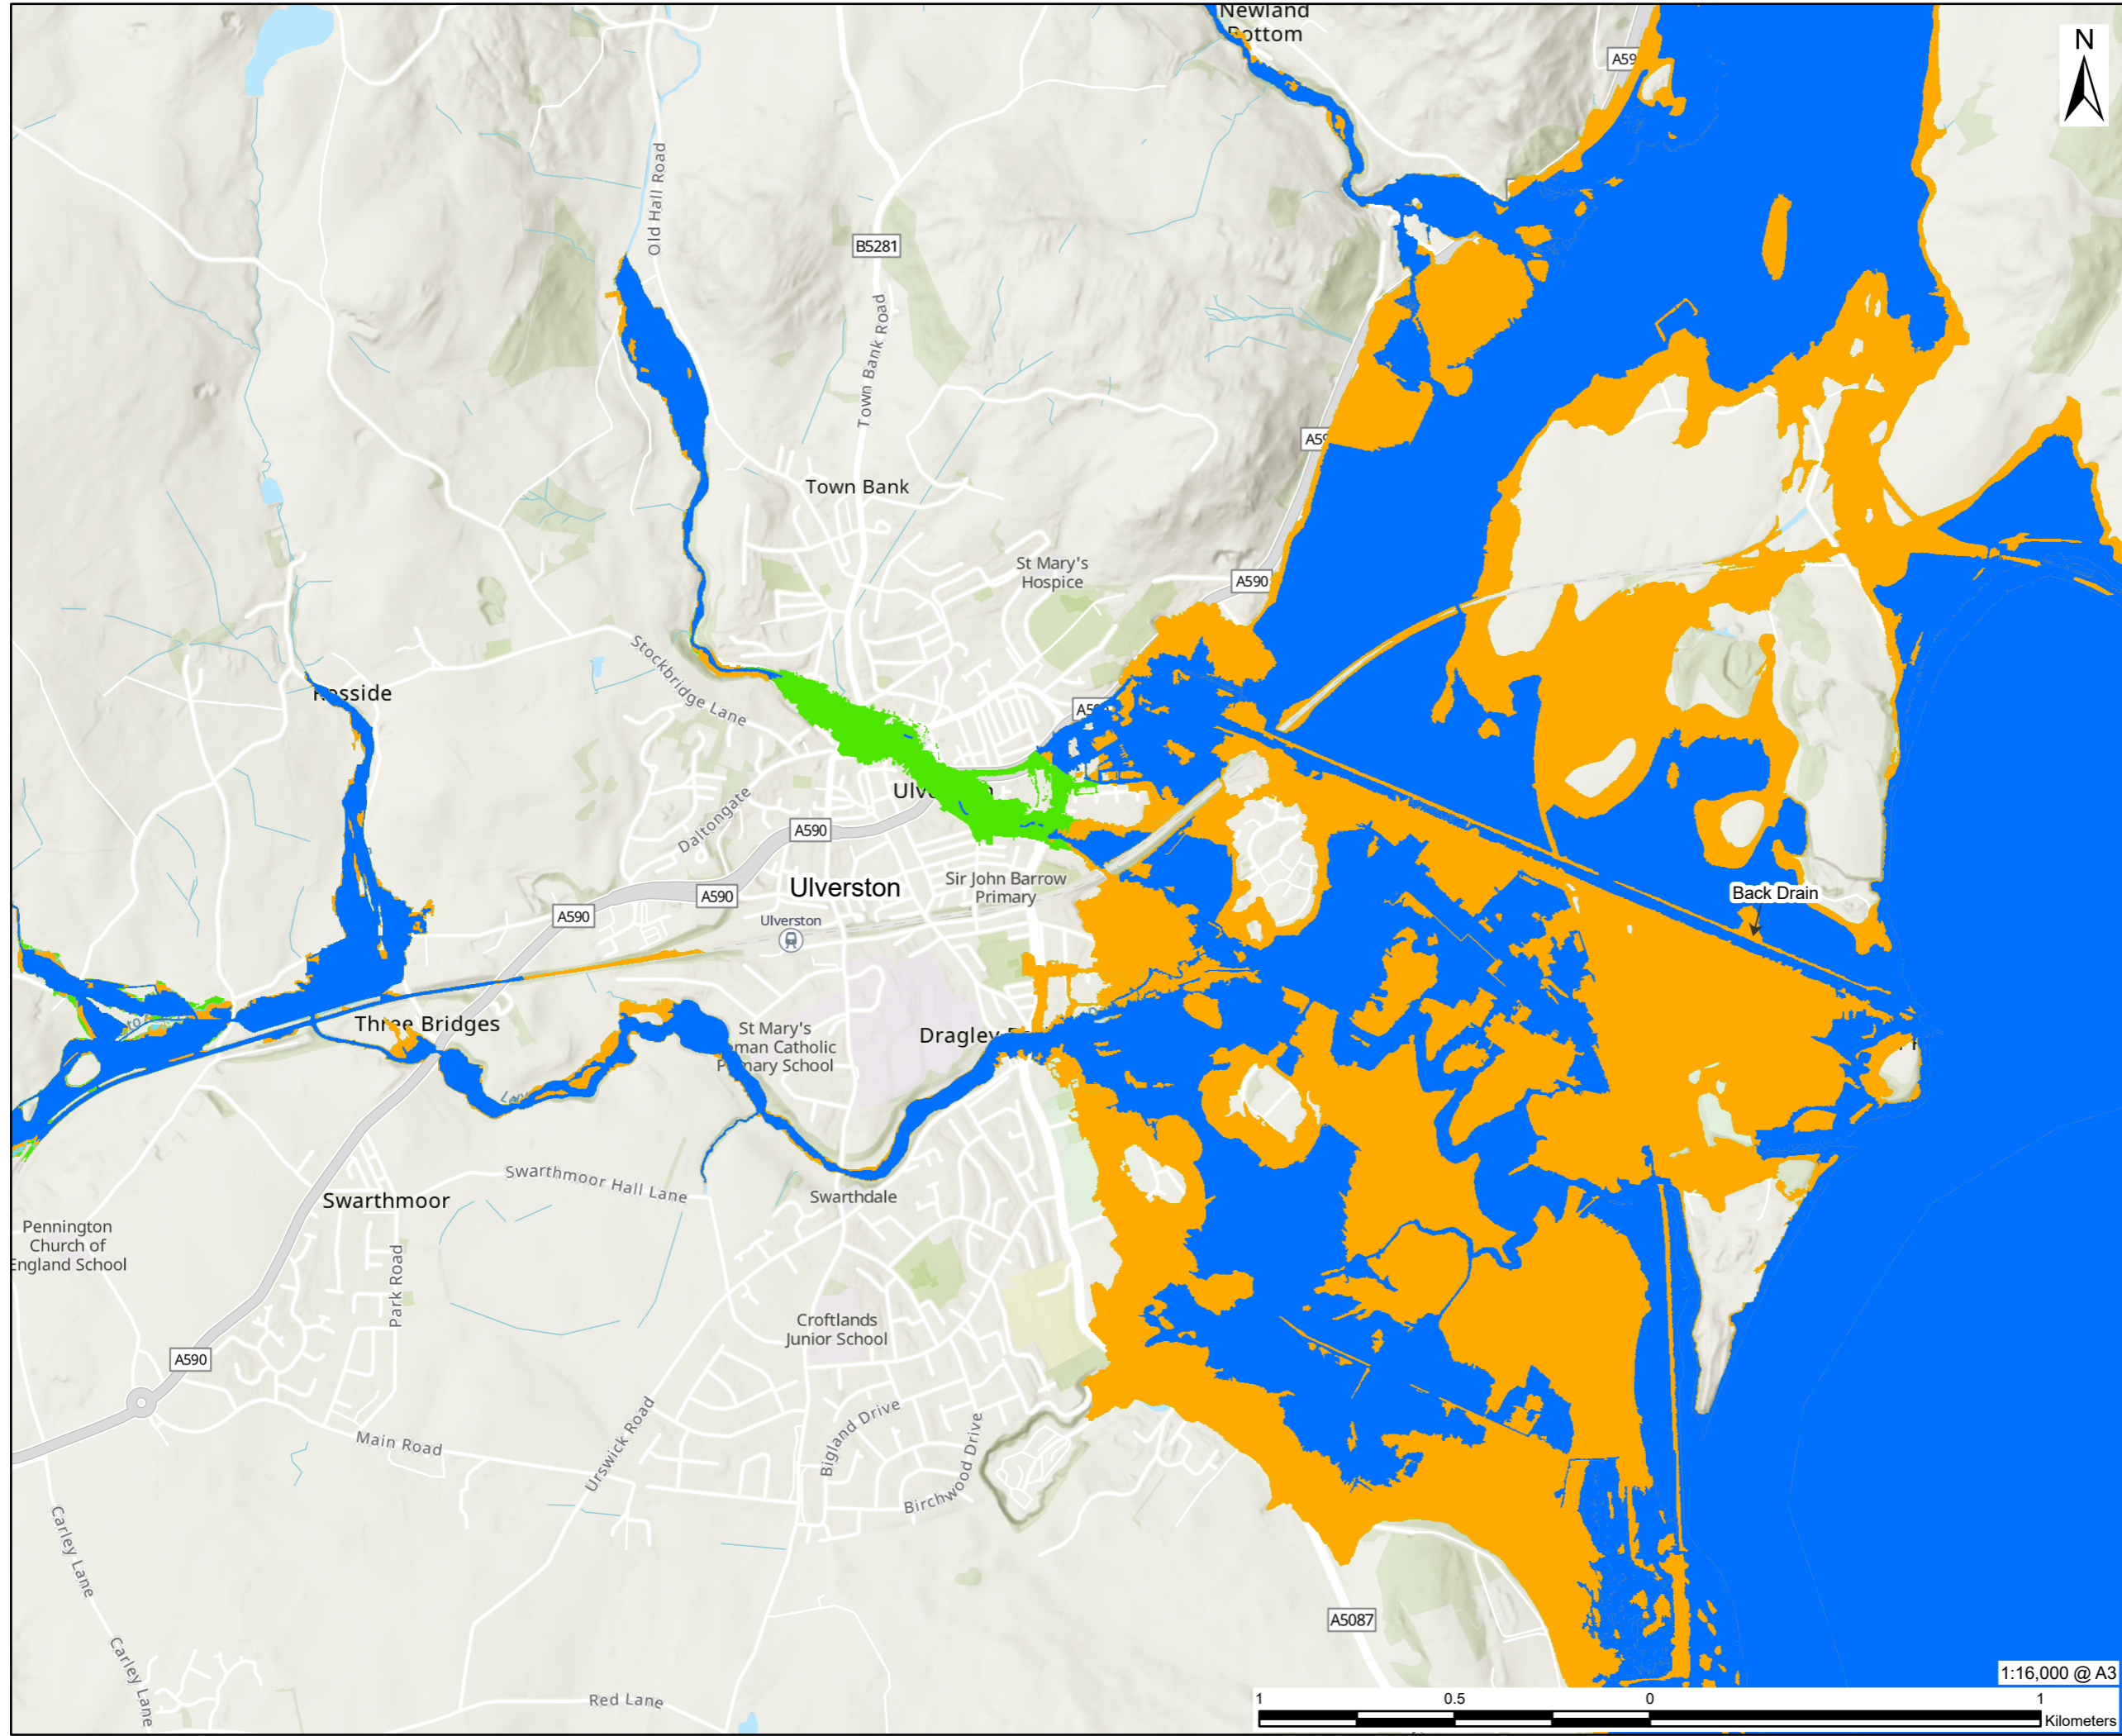 Newland
Bottom
N
A59
Old Hall Road
B5281
Town Bank Road
A59
Town Bank
St Mary's
Hospice
A590
Stockbridge Lane
A590
Daltongate
A590
Back Drain
Sir John Barrow
Primary
Ulverston
A590
A590
Ulverston
Three Bridges
St Mary's
Roman Catholic
Primary School
Dragley
Swarthmoor Hall Lane
Swarthdale
Swarthmoor
Pennington
Church of
England School
Park Road
Croftlands
Junior School
A590
Urswick Road
Bigland Drive
Birchwood Drive
Main Road
Carley Lane
A5087
Carley Lane
Red Lane
1:16,000 @ A3
1 0.5 0 1
Kilometers